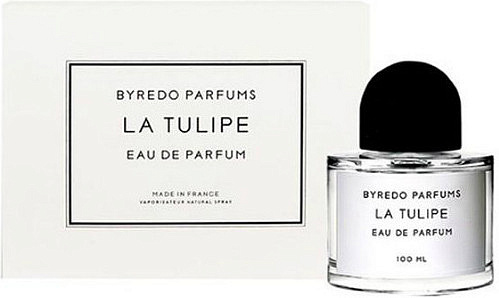 BYREDO PARFUMS
LA TULIPE
EAU DE PARFUM
MADE IN FRANCE
VAPORISATEUR NATURAL SPRAY
BYREDO PARFUMS
LA TULIPE
EAU DE PARFUM
100 ML